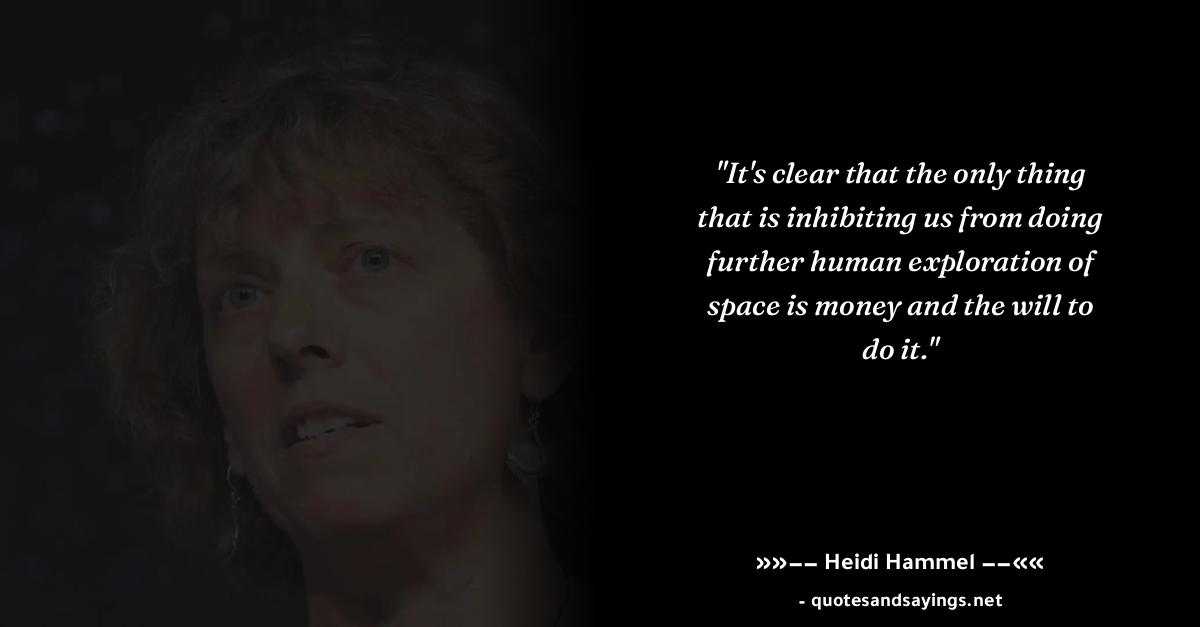 "It's clear that the only thing
that is inhibiting us from doing
further human exploration of
space is money and the will to
do it."
»»−− Heidi Hammel −−««
- quotesandsayings.net